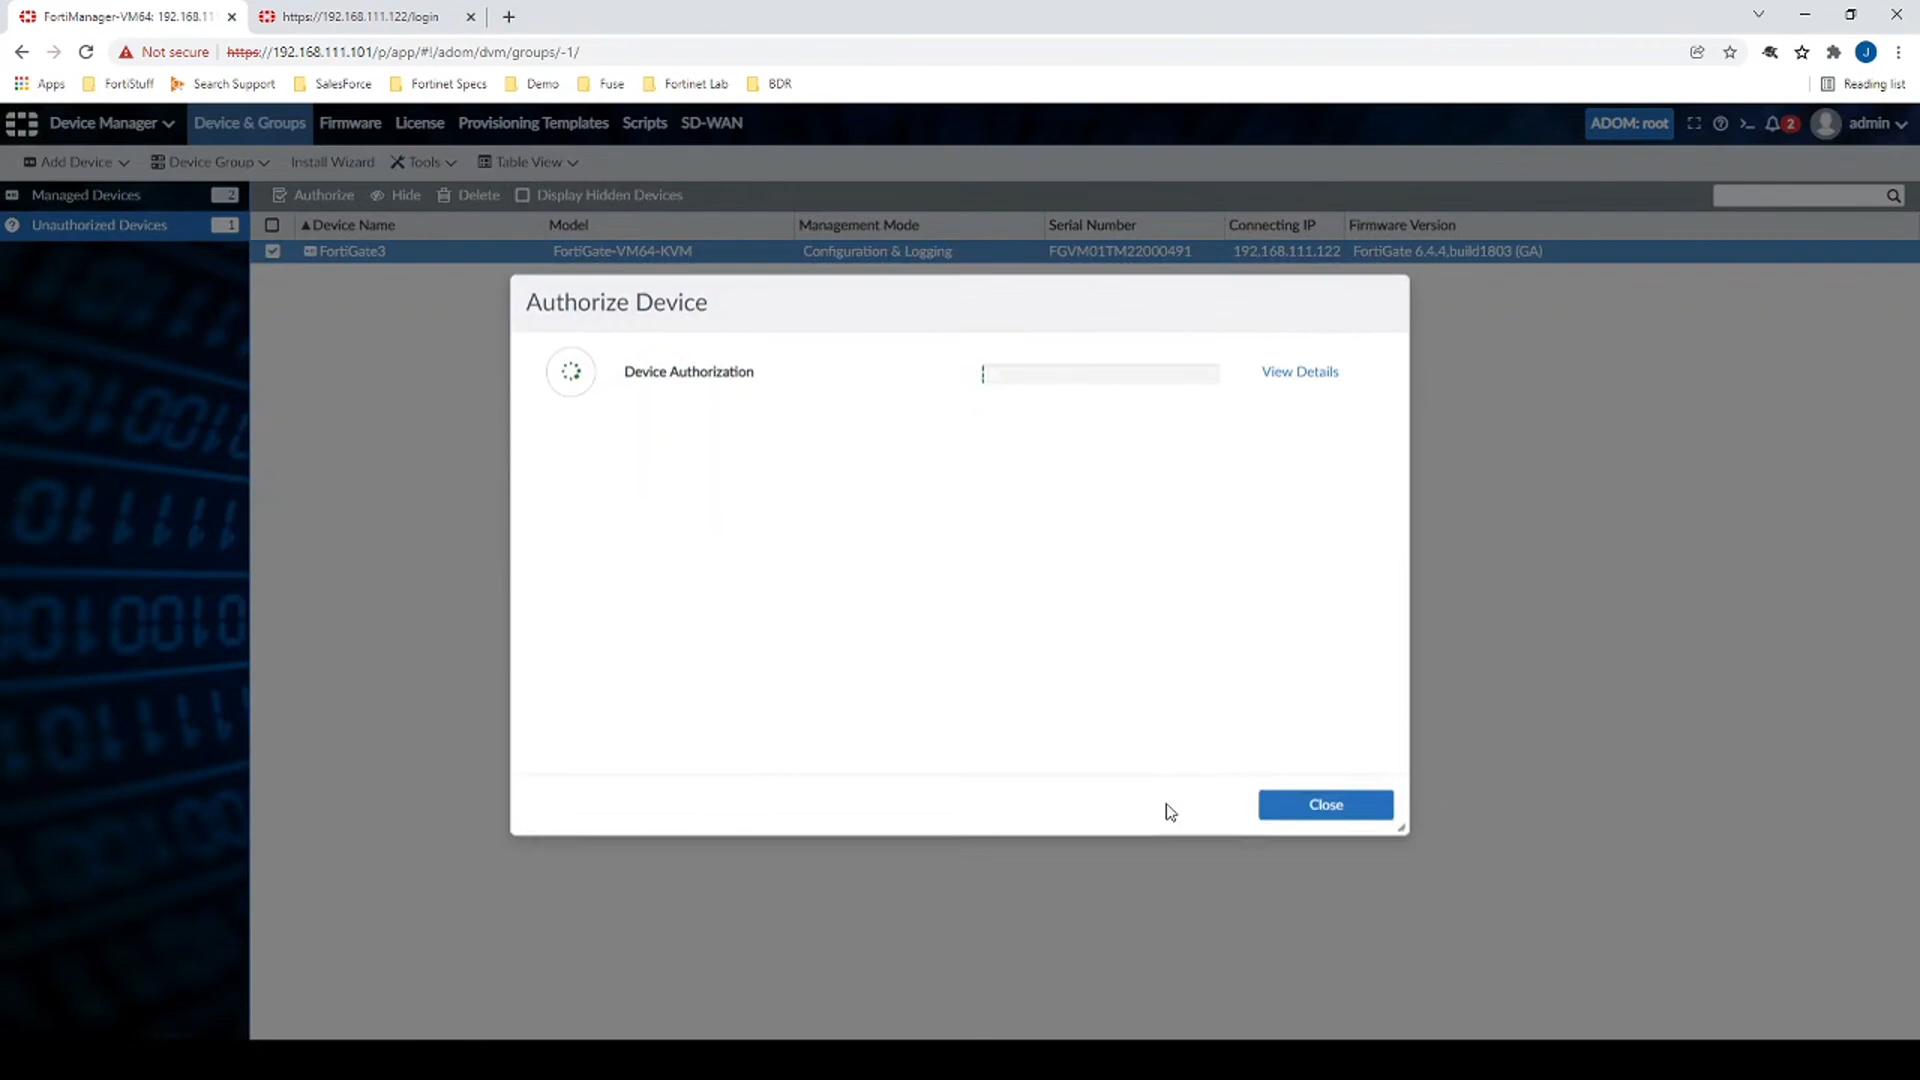 FortiManager-VM64: 192.168.11
https://192.168.111.122/login
Not secure
https://192.168.111.101/p/app/#!/adom/dvm/groups/-1/
J
Apps FortiStuff Search Support SalesForce Fortinet Specs Demo Fuse Fortinet Lab BDR Reading list
Device Manager Device & Groups Firmware License Provisioning Templates Scripts SD-WAN ADOM: root 2 admin
Add Device Device Group Install Wizard Tools Table View
Managed Devices 2 Authorize Hide Delete Display Hidden Devices
Unauthorized Devices 1 Device Name Model Management Mode Serial Number Connecting IP Firmware Version
FortiGate3 FortiGate-VM64-KVM Configuration & Logging FGVM01TM22000491 192.168.111.122 FortiGate 6.4.4,build1803 (GA)
Authorize Device
Device Authorization View Details
Close